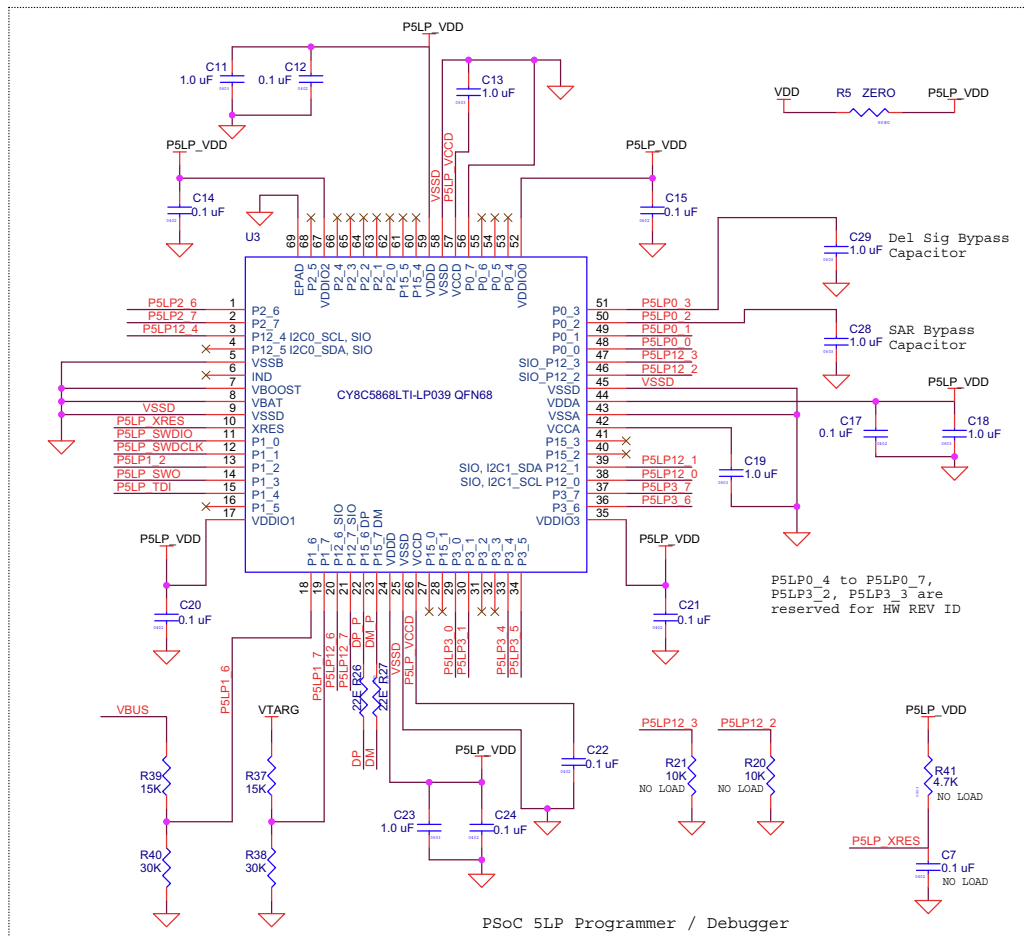 P5LP_VDD
C11
1.0 uF
C12
0.1 uF
C13
1.0 uF
VDD
R5 ZERO
P5LP_VDD
P5LP_VDD
C14
0.1 uF
VSSD
P5LP_VCCD
P5LP_VDD
C15
0.1 uF
U3
69
68
67
66
65
64
63
62
61
60
59
58
57
56
55
54
53
52
EPAD
P2_5
VDDIO2
P2_4
P2_3
P2_2
P2_1
P2_0
P15_5
P15_4
VDDD
VSSD
VCCD
P0_7
P0_6
P0_5
P0_4
VDDIO0
C29
1.0 uF
Del Sig Bypass
Capacitor
C28
1.0 uF
SAR Bypass
Capacitor
P5LP2_6 1 P2_6
P5LP2_7 2 P2_7
P5LP12_4 3 P12_4 I2C0_SCL, SIO
4 P12_5 I2C0_SDA, SIO
5 VSSB
6 IND
7 VBOOST
8 VBAT
VSSD 9 VSSD
P5LP_XRES 10 XRES
P5LP_SWDIO 11 P1_0
P5LP_SWDCLK 12 P1_1
P5LP1_2 13 P1_2
P5LP_SWO 14 P1_3
P5LP_TDI 15 P1_4
16 P1_5
17 VDDIO1
CY8C5868LTI-LP039 QFN68
P0_3 51 P5LP0_3
P0_2 50 P5LP0_2
P0_1 49 P5LP0_1
P0_0 48 P5LP0_0
SIO_P12_3 47 P5LP12_3
SIO_P12_2 46 P5LP12_2
VSSD 45 VSSD
VDDA 44
VSSA 43
VCCA 42
P15_3 41
P15_2 40
SIO, I2C1_SDA P12_1 39 P5LP12_1
SIO, I2C1_SCL P12_0 38 P5LP12_0
P3_7 37 P5LP3_7
P3_6 36 P5LP3_6
VDDIO3 35
P5LP_VDD
C17
0.1 uF
C18
1.0 uF
C19
1.0 uF
P1_6
P1_7
P12_6_SIO
P12_7_SIO
P15_6 DP
P15_7 DM
VDDD
VSSD
VCCD
P15_0
P15_1
P3_0
P3_1
P3_2
P3_3
P3_4
P3_5
18
19
20
21
22
23
24
25
26
27
28
29
30
31
32
33
34
P5LP_VDD
C20
0.1 uF
P5LP_VDD
C21
0.1 uF
P5LP0_4 to P5LP0_7,
P5LP3_2, P5LP3_3 are
reserved for HW REV ID
P5LP1_6
P5LP1_7
P5LP12_6
P5LP12_7
DP_P
DM_P
VSSD
P5LP_VCCD
P5LP3_0
P5LP3_1
P5LP3_4
P5LP3_5
22E R26
22E R27
DP
DM
VBUS
R39
15K
R40
30K
VTARG
R37
15K
R38
30K
P5LP_VDD
C23
1.0 uF
C24
0.1 uF
C22
0.1 uF
P5LP12_3
R21
10K
NO LOAD
P5LP12_2
R20
10K
NO LOAD
P5LP_VDD
R41
4.7K
NO LOAD
P5LP_XRES
C7
0.1 uF
NO LOAD
PSoC 5LP Programmer / Debugger